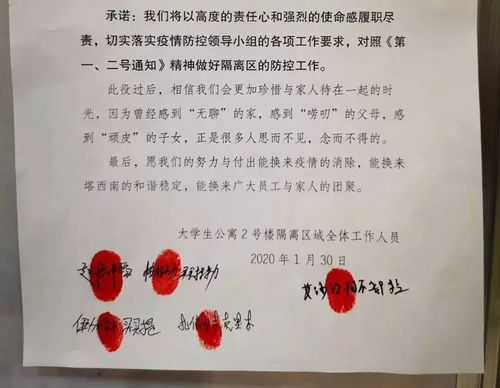 承诺：我们将以高度的责任心和强烈的使命感履职尽
责，切实落实疫情防控领导小组的各项工作要求，对照《第
一、二号通知》精神做好隔离区的防控工作。
此役过后，相信我们会更加珍惜与家人待在一起的时
光，因为曾经感到“无聊”的家，感到“唠叨”的父母，感
到“顽皮”的子女，正是很多人思而不见，念而不得的。
最后，愿我们的努力与付出能换来疫情的消除，能换来
塔西南的和谐稳定，能换来广大员工与家人的团聚。
大学生公寓2号楼隔离区域全体工作人员
2020年1月30日